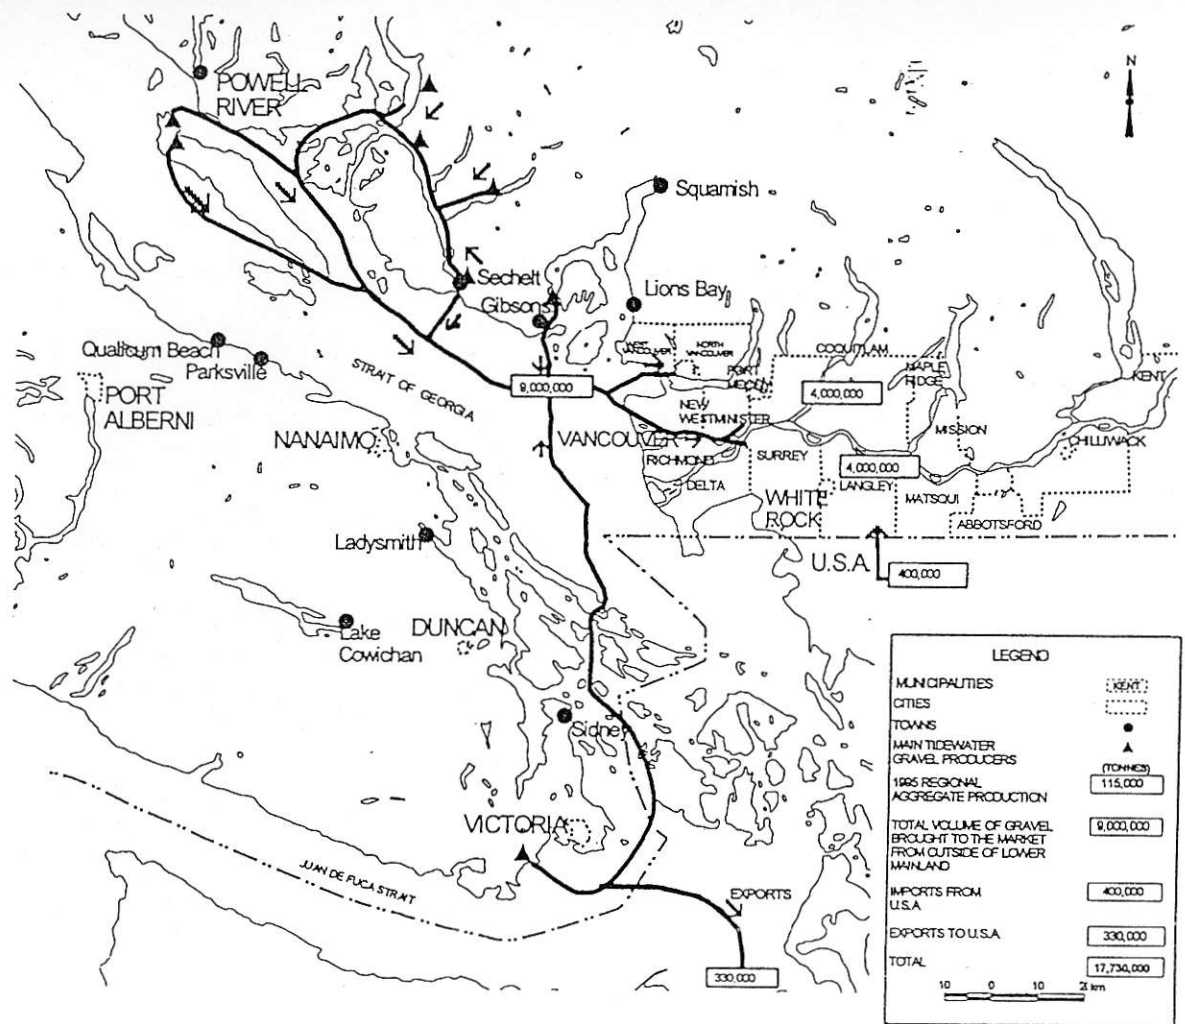 N
POWELL
RIVER
Squamish
Sechelt
Gibsons
Lions Bay
WEST
VANCOUVER
NORTH
VANCOUVER
COQUITLAM
PORT
MOODY
MAPLE
RIDGE
KENT
Qualicum Beach
Parksville
STRAIT OF GEORGIA
9,000,000
4,000,000
PORT
ALBERNI
NEW
WESTMINISTER
MISSION
NANAIMO
VANCOUVER
RICHMOND
SURREY
CHILLIWACK
4,000,000
DELTA
LANGLEY
WHITE
ROCK
MATSQUI
ABBOTSFORD
Ladysmith
U.S.A
400,000
DUNCAN
Lake
Cowichan
Sidney
VICTORIA
JUAN DE FUCA STRAIT
EXPORTS
330,000
LEGEND
MUNICIPALITIES
KENT
CITIES
TOWNS
MAIN TIDEWATER
GRAVEL PRODUCERS
(TONNES)
1985 REGIONAL
AGGREGATE PRODUCTION
115,000
TOTAL VOLUME OF GRAVEL
BROUGHT TO THE MARKET
FROM OUTSIDE OF LOWER
MAINLAND
9,000,000
IMPORTS FROM
U.S.A
400,000
EXPORTS TO U.S.A
330,000
TOTAL
17,730,000
10 0 10 20 km